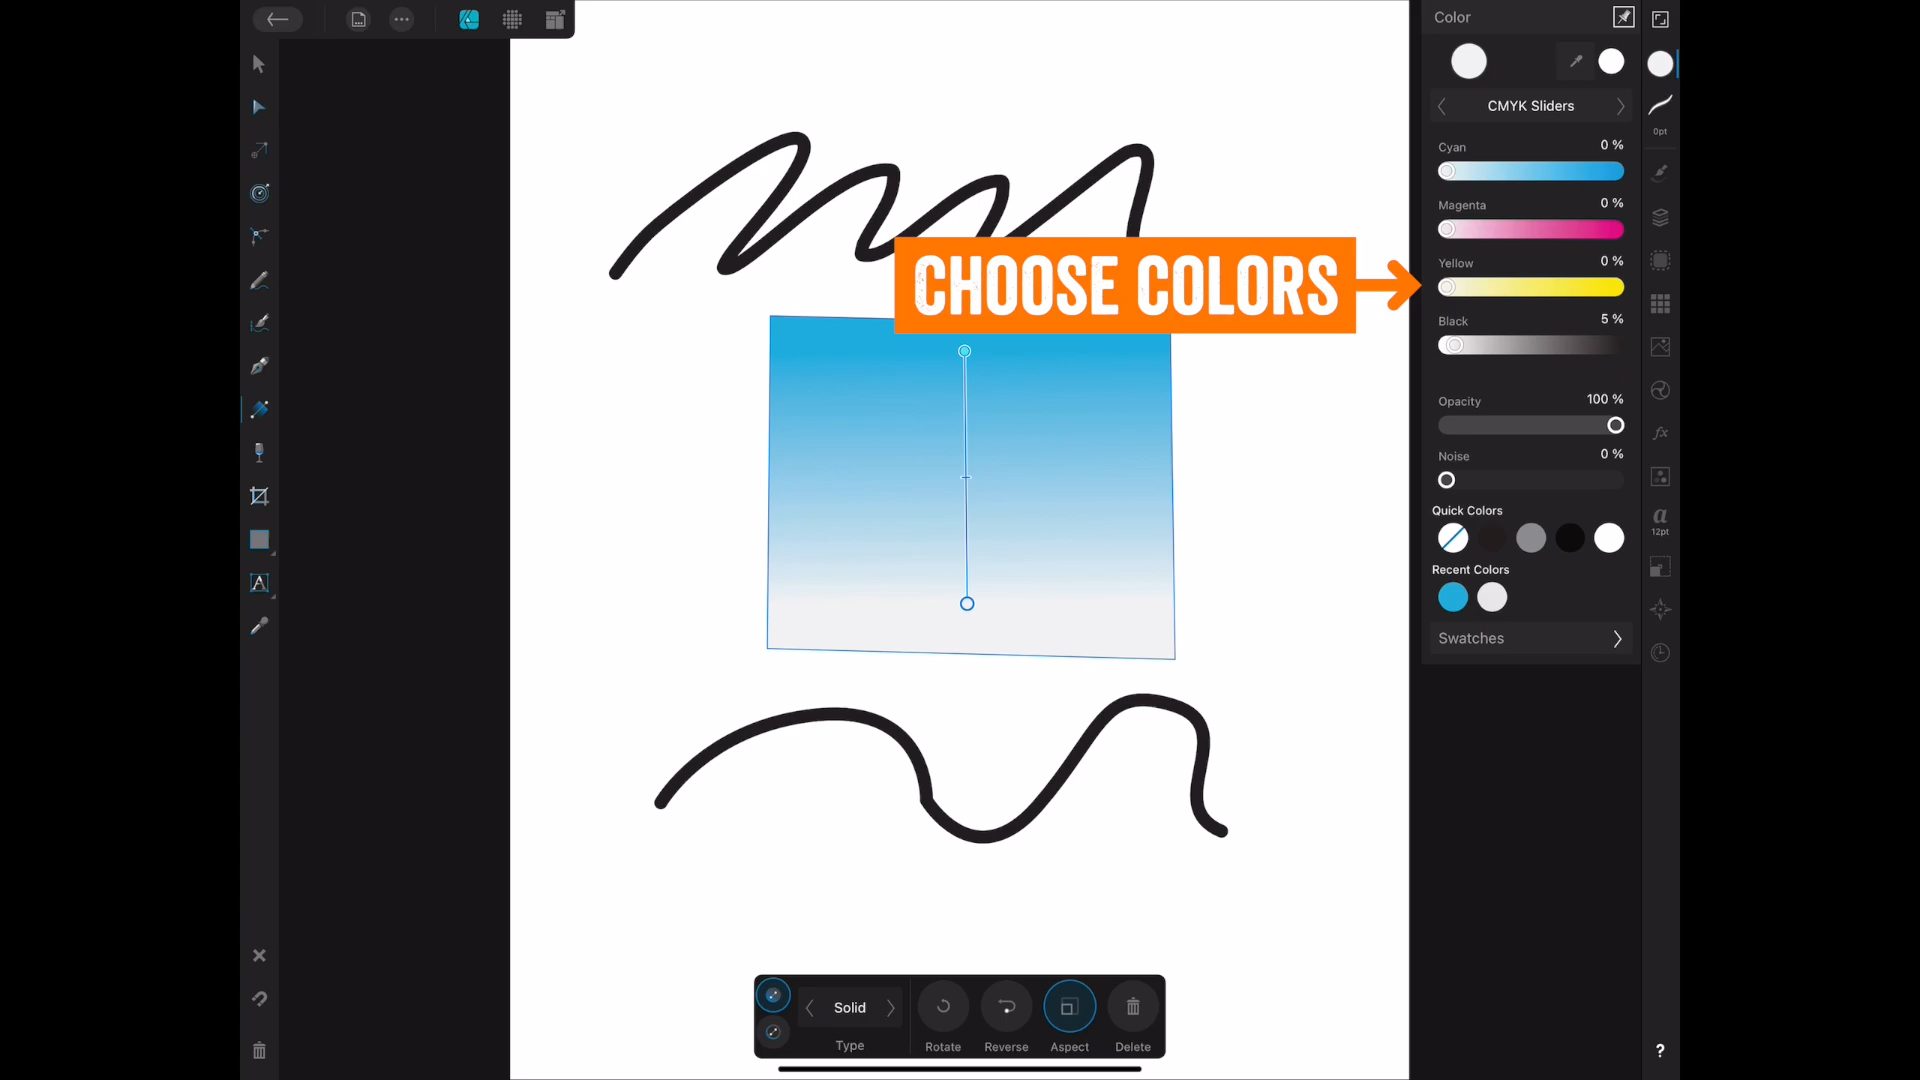 Color
CMYK Sliders
0pt
Cyan 0 %
Magenta 0 %
CHOOSE COLORS
Yellow 0 %
Black 5 %
Opacity 100 %
fx
Noise 0 %
Quick Colors
a
12pt
Recent Colors
Swatches
A
Solid
Type
Rotate
Reverse
Aspect
Delete
?